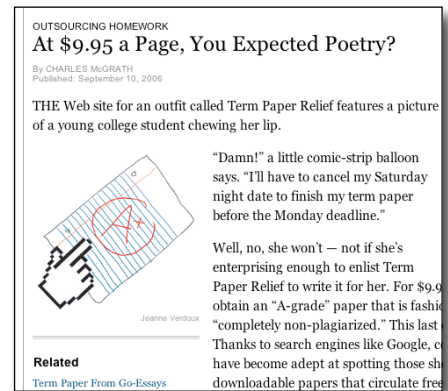 OUTSOURCING HOMEWORK
At $9.95 a Page, You Expected Poetry?
By CHARLES McGRATH
Published: September 10, 2006
THE Web site for an outfit called Term Paper Relief features a picture
of a young college student chewing her lip.
“Damn!” a little comic-strip balloon
says. “I’ll have to cancel my Saturday
night date to finish my term paper
before the Monday deadline.”
Well, no, she won’t — not if she’s
enterprising enough to enlist Term
Paper Relief to write it for her. For $9.9
obtain an “A-grade” paper that is
“completely non-plagiarized.” This last
Thanks to search engines like Google,
have become adept at spotting those
downloadable papers that circulate
A+
Jeanne Verdoux
Related
Term Paper From Go-Essays